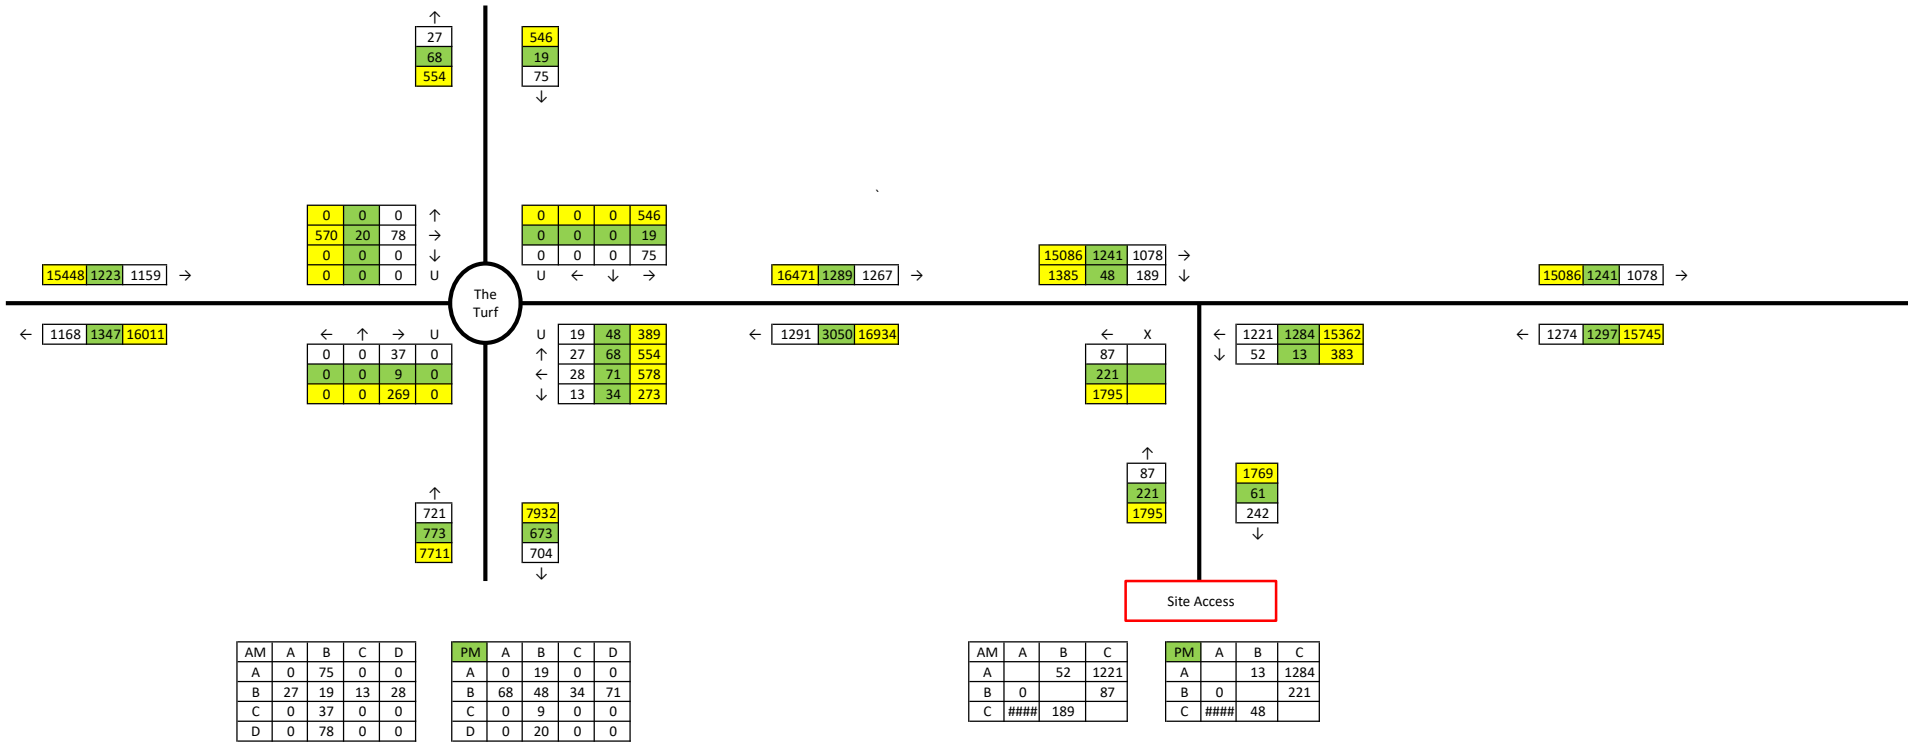 ↑
27
68
554
546
19
75
↓
0 0 0 ↑
570 20 78 →
0 0 0 ↓
0 0 0 U
0 0 0 546
0 0 0 19
0 0 0 75
U ← ↓ →
15448 1223 1159 →
The
Turf
16471 1289 1267 →
`
15086 1241 1078 →
1385 48 189 ↓
15086 1241 1078 →
← 1168 1347 16011
← ↑ → U
0 0 37 0
0 0 9 0
0 0 269 0
U 19 48 389
↑ 27 68 554
← 28 71 578
↓ 13 34 273
← 1291 3050 16934
← X
87
221
1795
← 1221 1284 15362
↓ 52 13 383
← 1274 1297 15745
↑
721
773
7711
7932
673
704
↓
↑
87
221
1795
1769
61
242
↓
Site Access
AM A B C D
A 0 75 0 0
B 27 19 13 28
C 0 37 0 0
D 0 78 0 0
PM A B C D
A 0 19 0 0
B 68 48 34 71
C 0 9 0 0
D 0 20 0 0
AM A B C
A 52 1221
B 0 87
C #### 189
PM A B C
A 13 1284
B 0 221
C #### 48